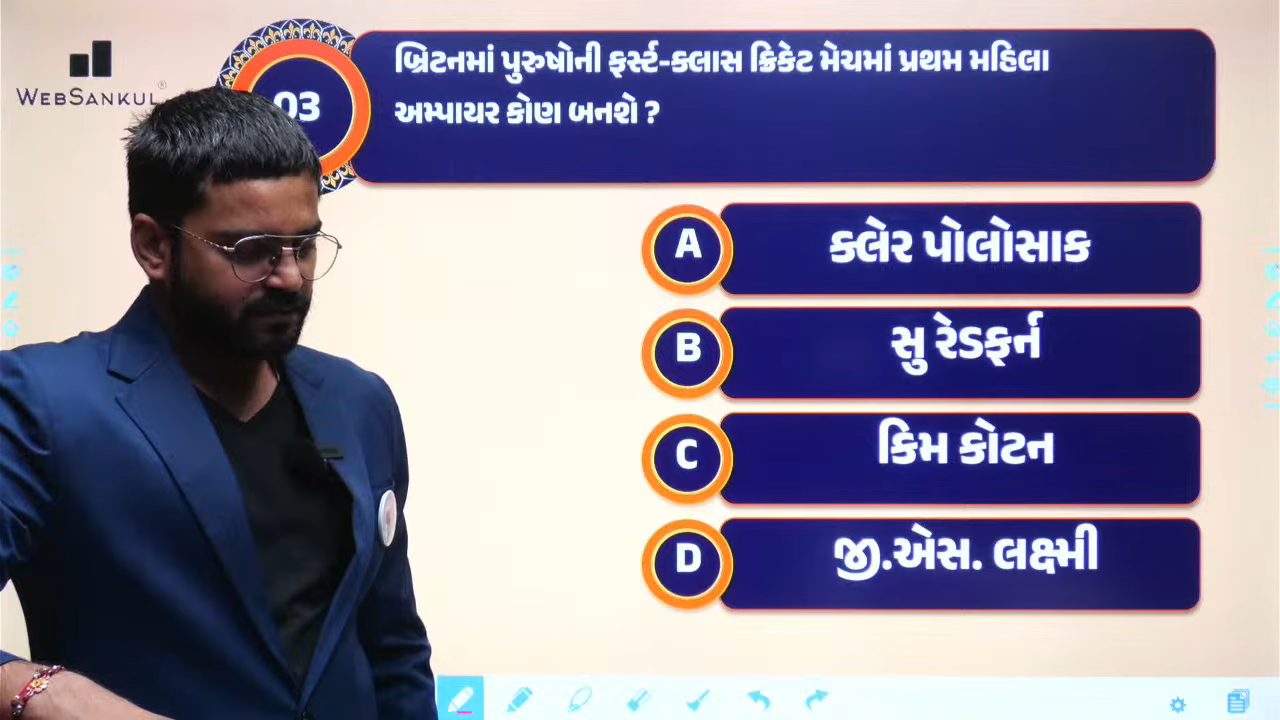 WEBSANKUL®
03
બ્રિટનમાં પુરુષોની ફર્સ્ટ-ક્લાસ ક્રિકેટ મેચમાં પ્રથમ મહિલા
અમ્પાયર કોણ બનશે ?
A
ક્લેર પોલોસાક
B
સુ રેડફર્ન
C
કિમ કોટન
D
જી.એસ. લક્ષ્મી